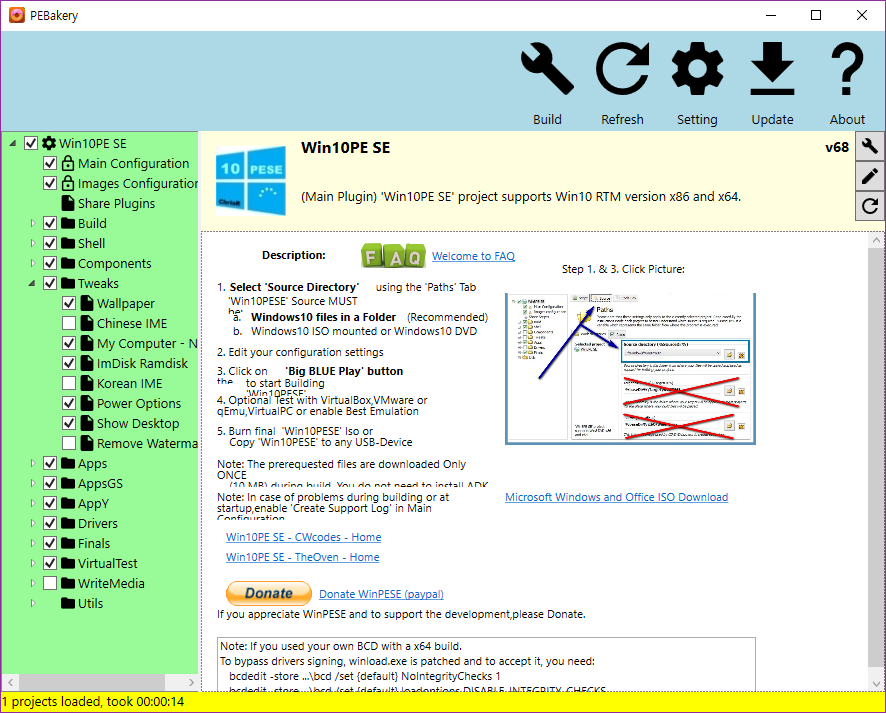 PEBakery
Build
Refresh
Setting
Update
About
Win10PE SE
Main Configuration
Images Configuration
Share Plugins
Build
Shell
Components
Tweaks
Wallpaper
Chinese IME
My Computer - N
ImDisk Ramdisk
Korean IME
Power Options
Show Desktop
Remove Waterma
Apps
AppsGS
AppY
Drivers
Finals
VirtualTest
WriteMedia
Utils
10 PESE
ChrisR
Win10PE SE
v68
(Main Plugin) 'Win10PE SE' project supports Win10 RTM version x86 and x64.
Description:
FAQ
Welcome to FAQ
Step 1. & 3. Click Picture:
1. Select 'Source Directory' using the 'Paths' Tab
'Win10PESE' Source MUST
be:
a. Windows10 files in a Folder (Recommended)
b. Windows10 ISO mounted or Windows10 DVD
2. Edit your configuration settings
3. Click on 'Big BLUE Play' button
the to start Building
'Win10PESE'
4. Optional Test with VirtualBox,VMware or
qEmu,VirtualPC or enable Best Emulation
5. Burn final 'Win10PESE' Iso or
Copy 'Win10PESE' to any USB-Device
Note: The prerequested files are downloaded Only
ONCE
(10 MB) during build. You do not need to install ADK
Note: In case of problems during building or at
startup,enable 'Create Support Log' in Main
Configuration
Paths
Source directory (%SourceDir%)
Microsoft Windows and Office ISO Download
Win10PE SE - CWcodes - Home
Win10PE SE - TheOven - Home
Donate
Donate WinPESE (paypal)
If you appreciate WinPESE and to support the development,please Donate.
Note: If you used your own BCD with a x64 build.
To bypass drivers signing, winload.exe is patched and to accept it, you need:
bcdedit -store ...\bcd /set {default} NoIntegrityChecks 1
bcdedit -store ...\bcd /set {default} loadoptions DISABLE_INTEGRITY_CHECKS
1 projects loaded, took 00:00:14